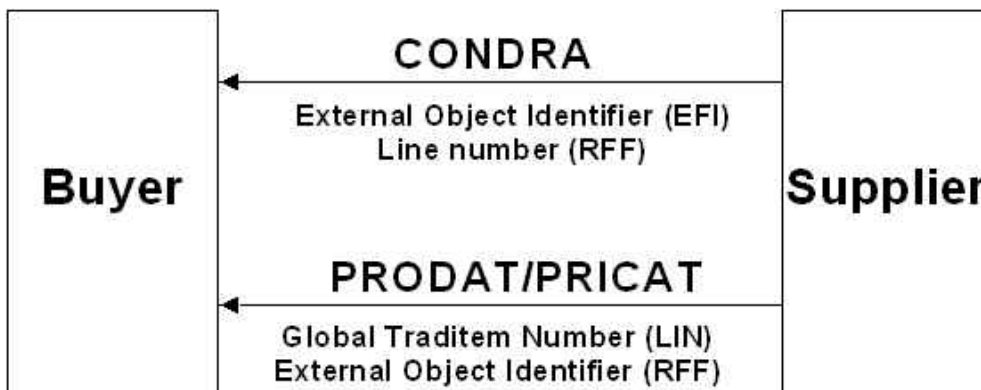 CONDRA
External Object Identifier (EFI)
Line number (RFF)
Buyer
Supplier
PRODAT/PRICAT
Global Traditem Number (LIN)
External Object Identifier (RFF)